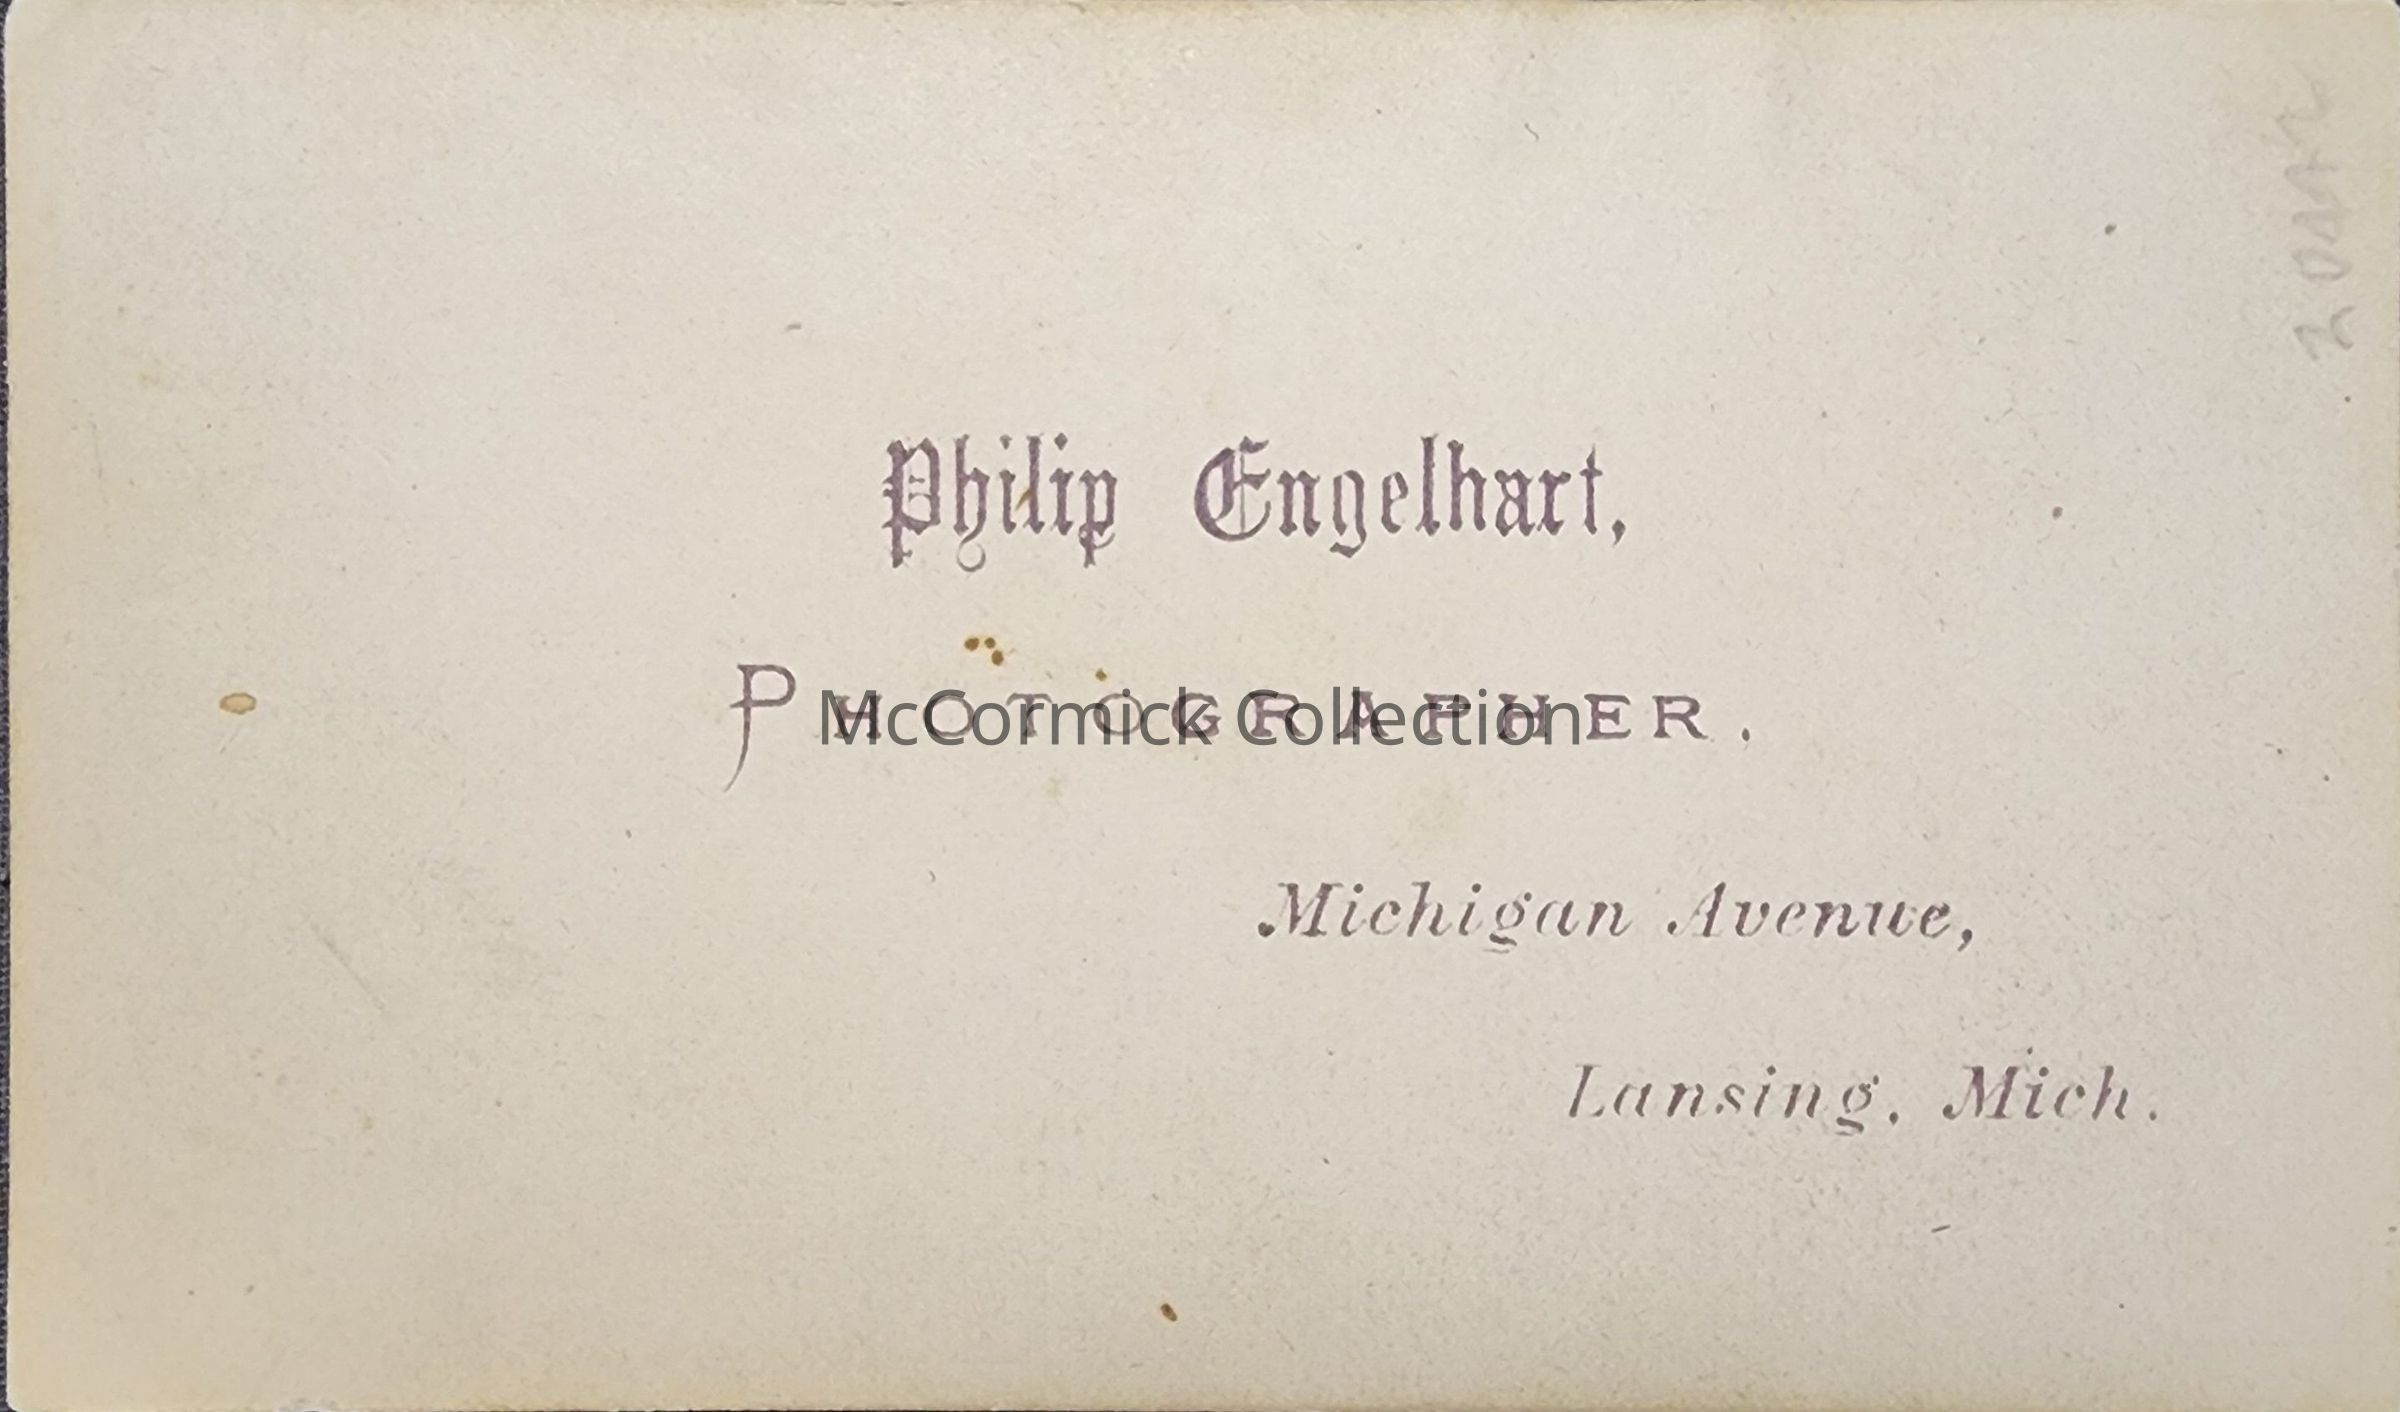 Philip Engelhart,
PHOTOGRAPHER.
McCormick Collection
Michigan Avenue,
Lansing, Mich.